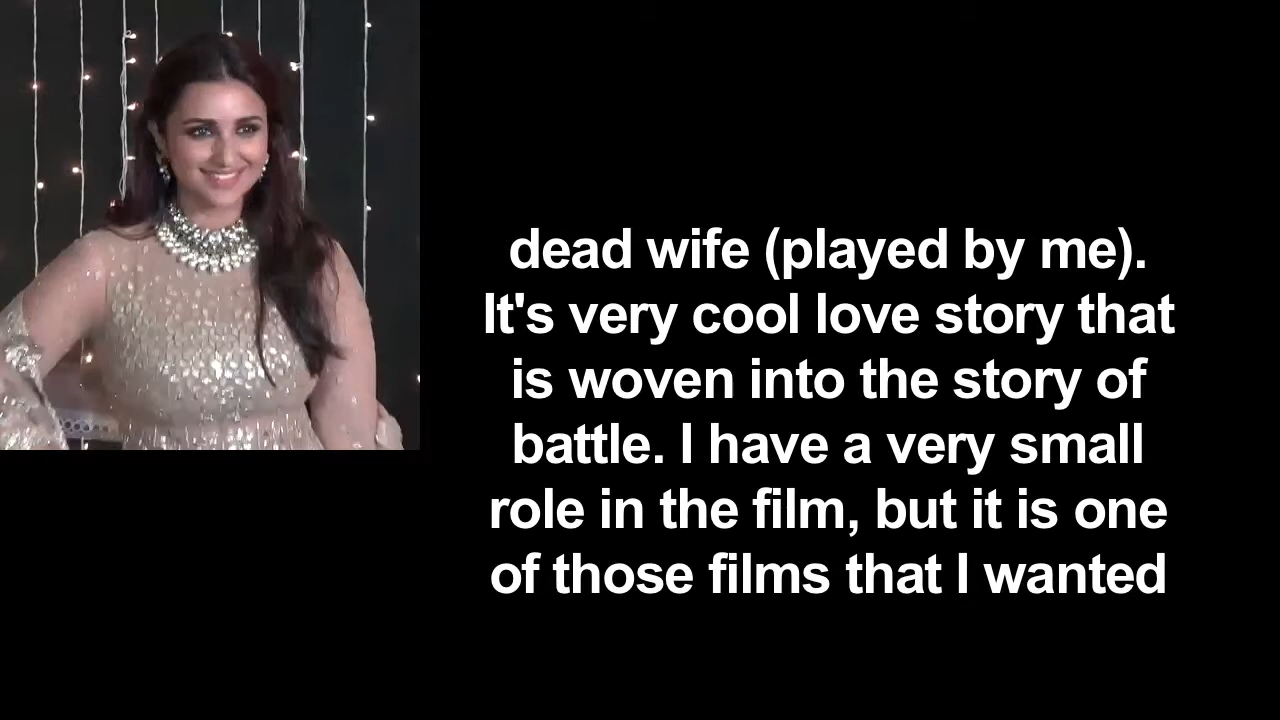 dead wife (played by me).
It's very cool love story that
is woven into the story of
battle. I have a very small
role in the film, but it is one
of those films that I wanted